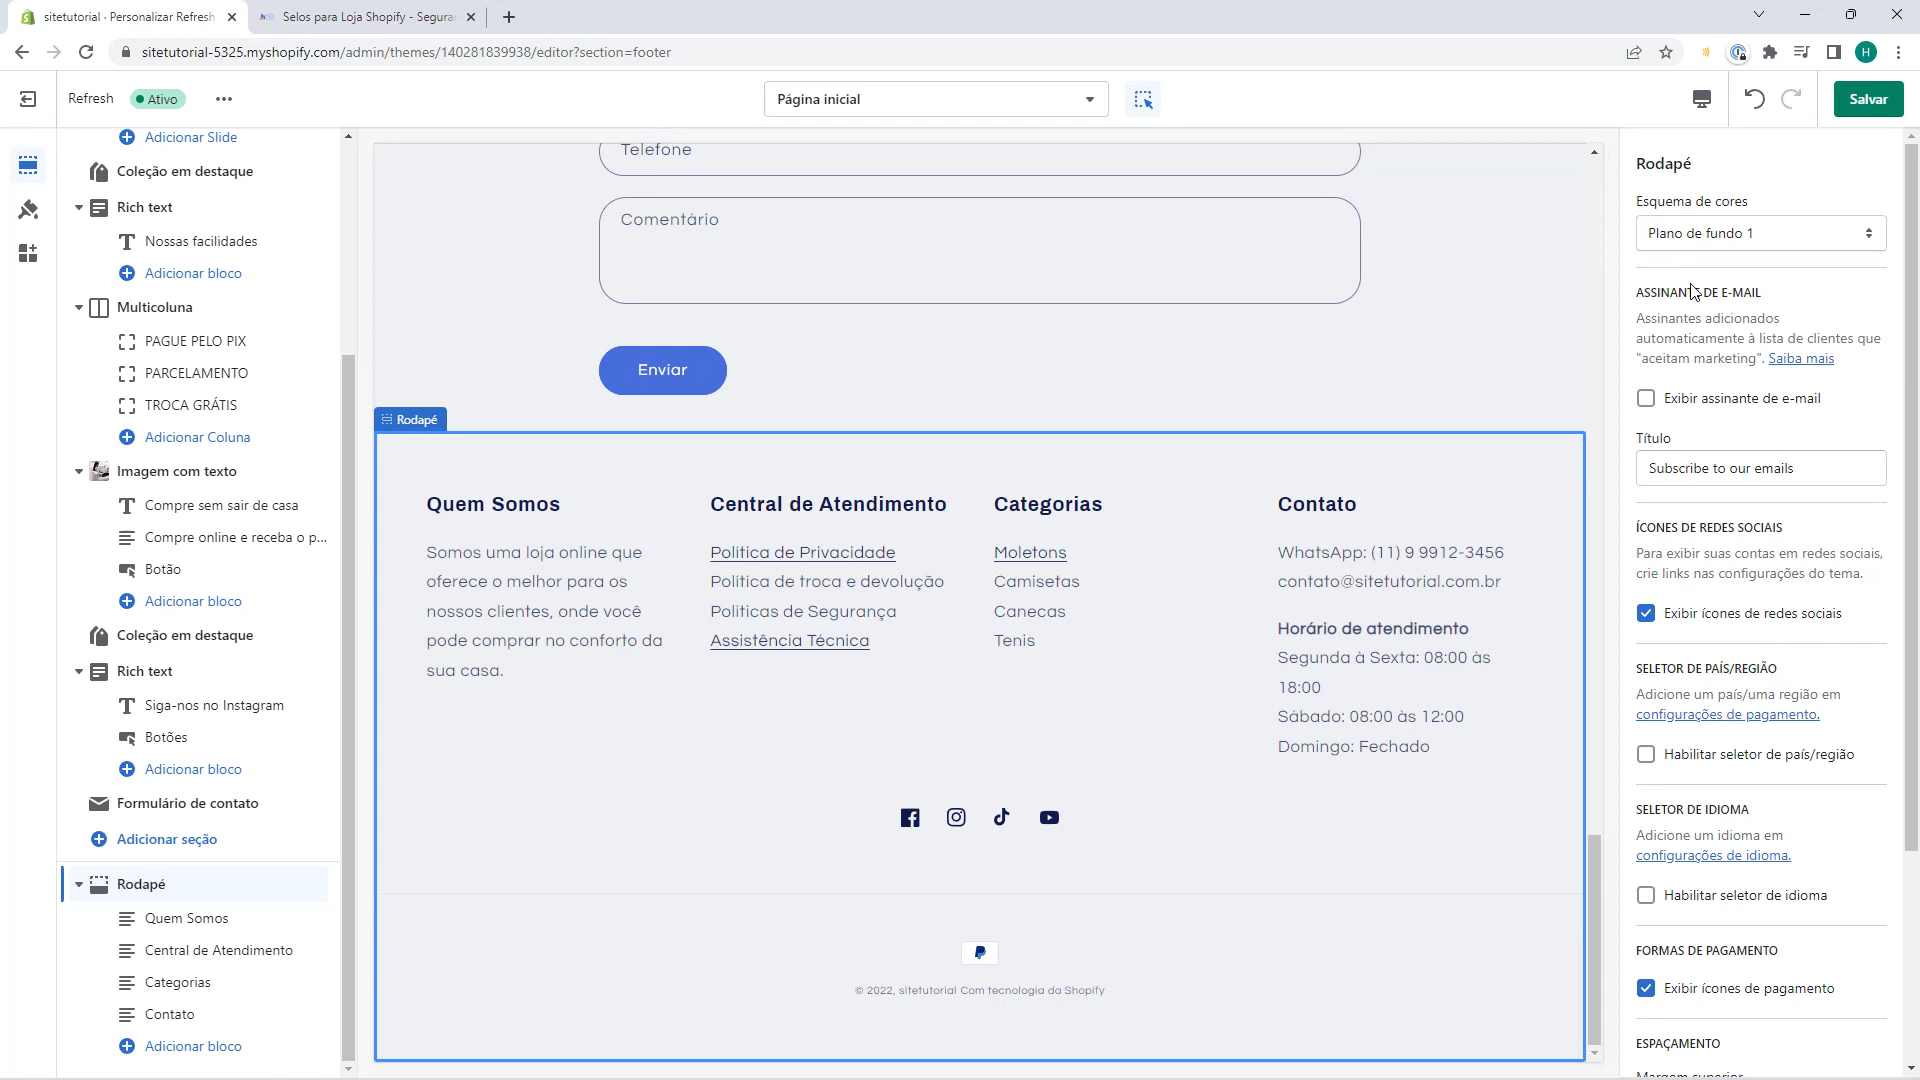 sitetutorial · Personalizar Refresh
Selos para Loja Shopify - Segura
sitetutorial-5325.myshopify.com/admin/themes/140281839938/editor?section=footer
H
Refresh
Ativo
Página inicial
Salvar
Adicionar Slide
Coleção em destaque
Rich text
Nossas facilidades
Adicionar bloco
Multicoluna
PAGUE PELO PIX
PARCELAMENTO
TROCA GRÁTIS
Adicionar Coluna
Imagem com texto
Compre sem sair de casa
Compre online e receba o p...
Botão
Adicionar bloco
Coleção em destaque
Rich text
Siga-nos no Instagram
Botões
Adicionar bloco
Formulário de contato
Adicionar seção
Rodapé
Quem Somos
Central de Atendimento
Categorias
Contato
Adicionar bloco
Telefone
Comentário
Enviar
Rodapé
Quem Somos
Somos uma loja online que
oferece o melhor para os
nossos clientes, onde você
pode comprar no conforto da
sua casa.
Central de Atendimento
Política de Privacidade
Política de troca e devolução
Políticas de Segurança
Assistência Técnica
Categorias
Moletons
Camisetas
Canecas
Tenis
Contato
WhatsApp: (11) 9 9912-3456
contato@sitetutorial.com.br
Horário de atendimento
Segunda à Sexta: 08:00 às
18:00
Sábado: 08:00 às 12:00
Domingo: Fechado
© 2022, sitetutorial Com tecnologia da Shopify
Rodapé
Esquema de cores
Plano de fundo 1
ASSINANTE DE E-MAIL
Assinantes adicionados
automaticamente à lista de clientes que
"aceitam marketing". Saiba mais
Exibir assinante de e-mail
Título
Subscribe to our emails
ÍCONES DE REDES SOCIAIS
Para exibir suas contas em redes sociais,
crie links nas configurações do tema.
Exibir ícones de redes sociais
SELETOR DE PAÍS/REGIÃO
Adicione um país/uma região em
configurações de pagamento.
Habilitar seletor de país/região
SELETOR DE IDIOMA
Adicione um idioma em
configurações de idioma.
Habilitar seletor de idioma
FORMAS DE PAGAMENTO
Exibir ícones de pagamento
ESPAÇAMENTO
Margem superior